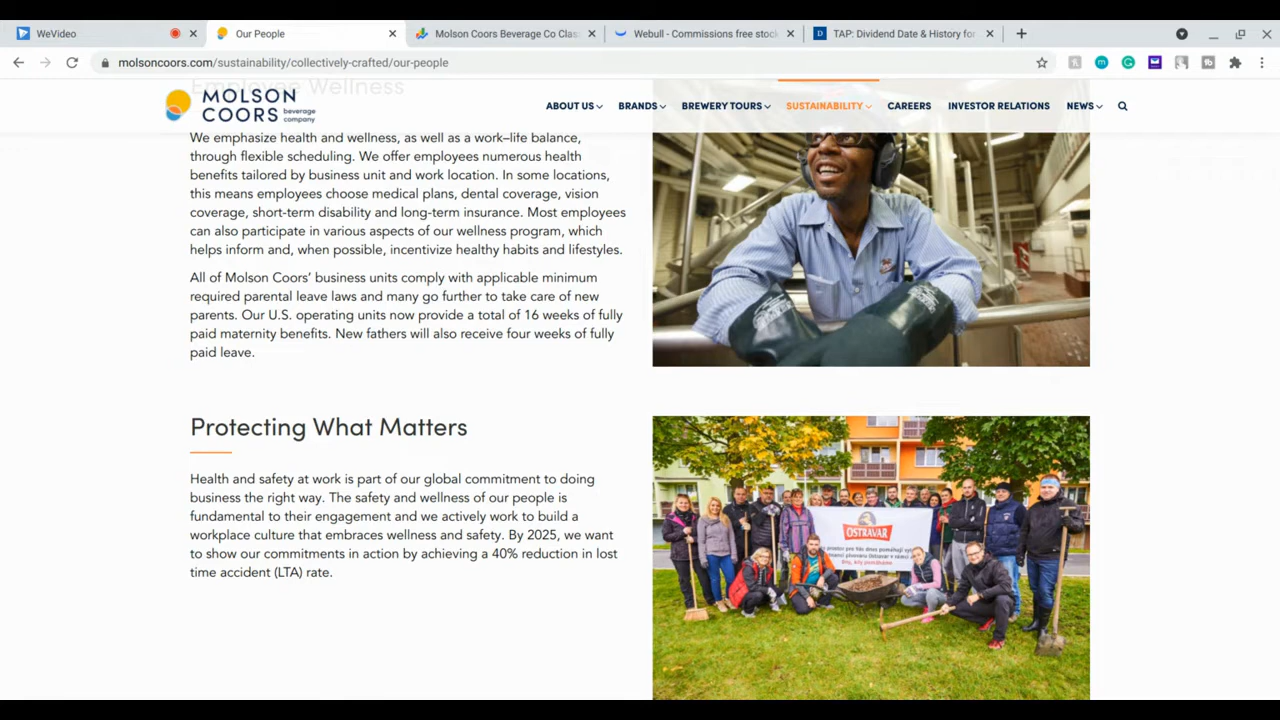 WeVideo
Our People
Molson Coors Beverage Co Clas
Webull - Commissions free stock
TAP: Dividend Date & History for
molsoncoors.com/sustainability/collectively-crafted/our-people
Employee Wellness
MOLSON
COORS beverage company
ABOUT US
BRANDS
BREWERY TOURS
SUSTAINABILITY
CAREERS
INVESTOR RELATIONS
NEWS
We emphasize health and wellness, as well as a work–life balance,
through flexible scheduling. We offer employees numerous health
benefits tailored by business unit and work location. In some locations,
this means employees choose medical plans, dental coverage, vision
coverage, short-term disability and long-term insurance. Most employees
can also participate in various aspects of our wellness program, which
helps inform and, when possible, incentivize healthy habits and lifestyles.
All of Molson Coors’ business units comply with applicable minimum
required parental leave laws and many go further to take care of new
parents. Our U.S. operating units now provide a total of 16 weeks of fully
paid maternity benefits. New fathers will also receive four weeks of fully
paid leave.
Protecting What Matters
Health and safety at work is part of our global commitment to doing
business the right way. The safety and wellness of our people is
fundamental to their engagement and we actively work to build a
workplace culture that embraces wellness and safety. By 2025, we want
to show our commitments in action by achieving a 40% reduction in lost
time accident (LTA) rate.
OSTRAVAR